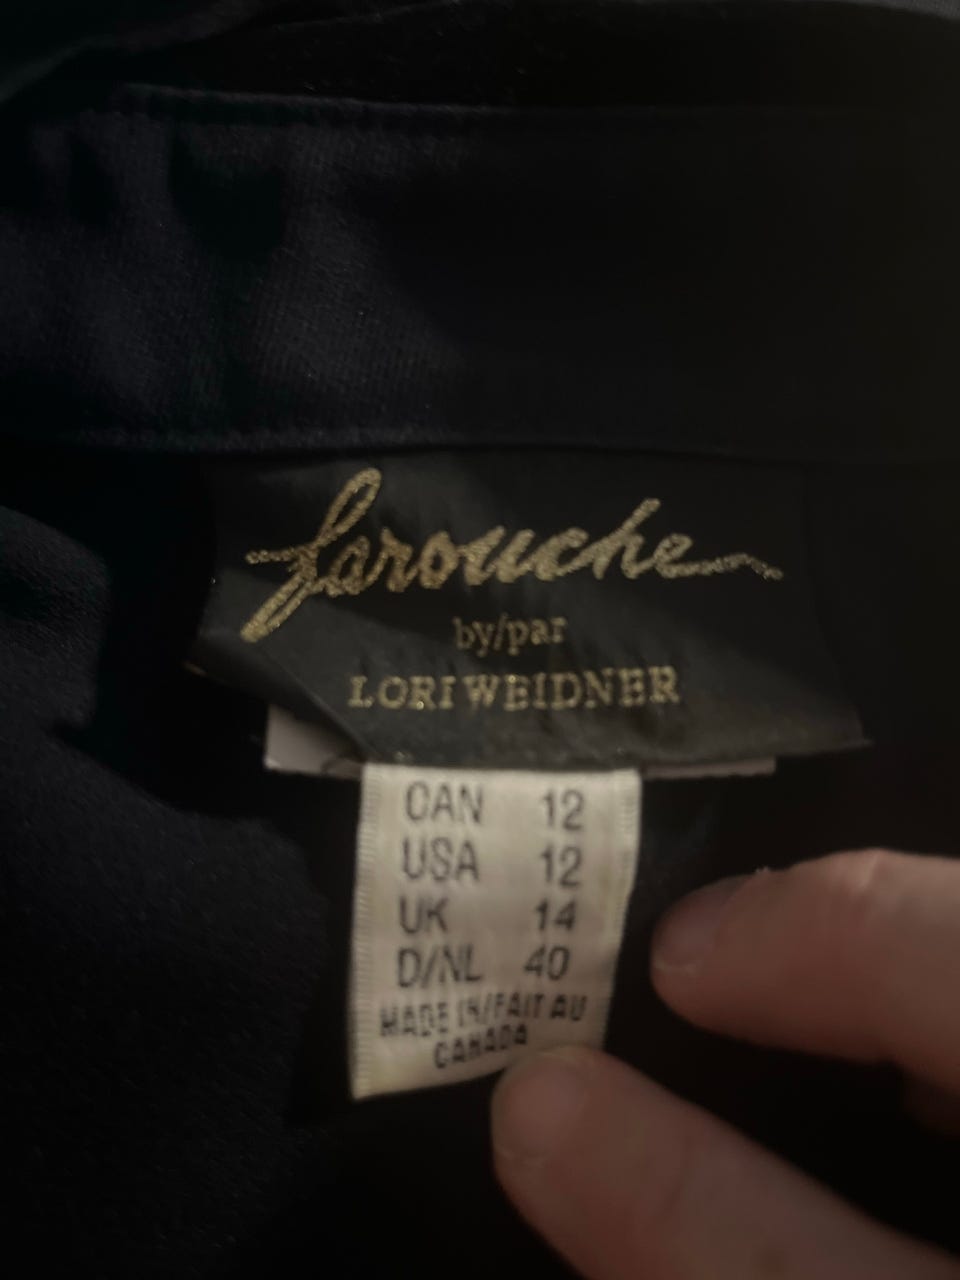 farouche
by/par
LORI WEIDNER
CAN 12
USA 12
UK 14
D/NL 40
MADE IN/FAIT AU
CANADA